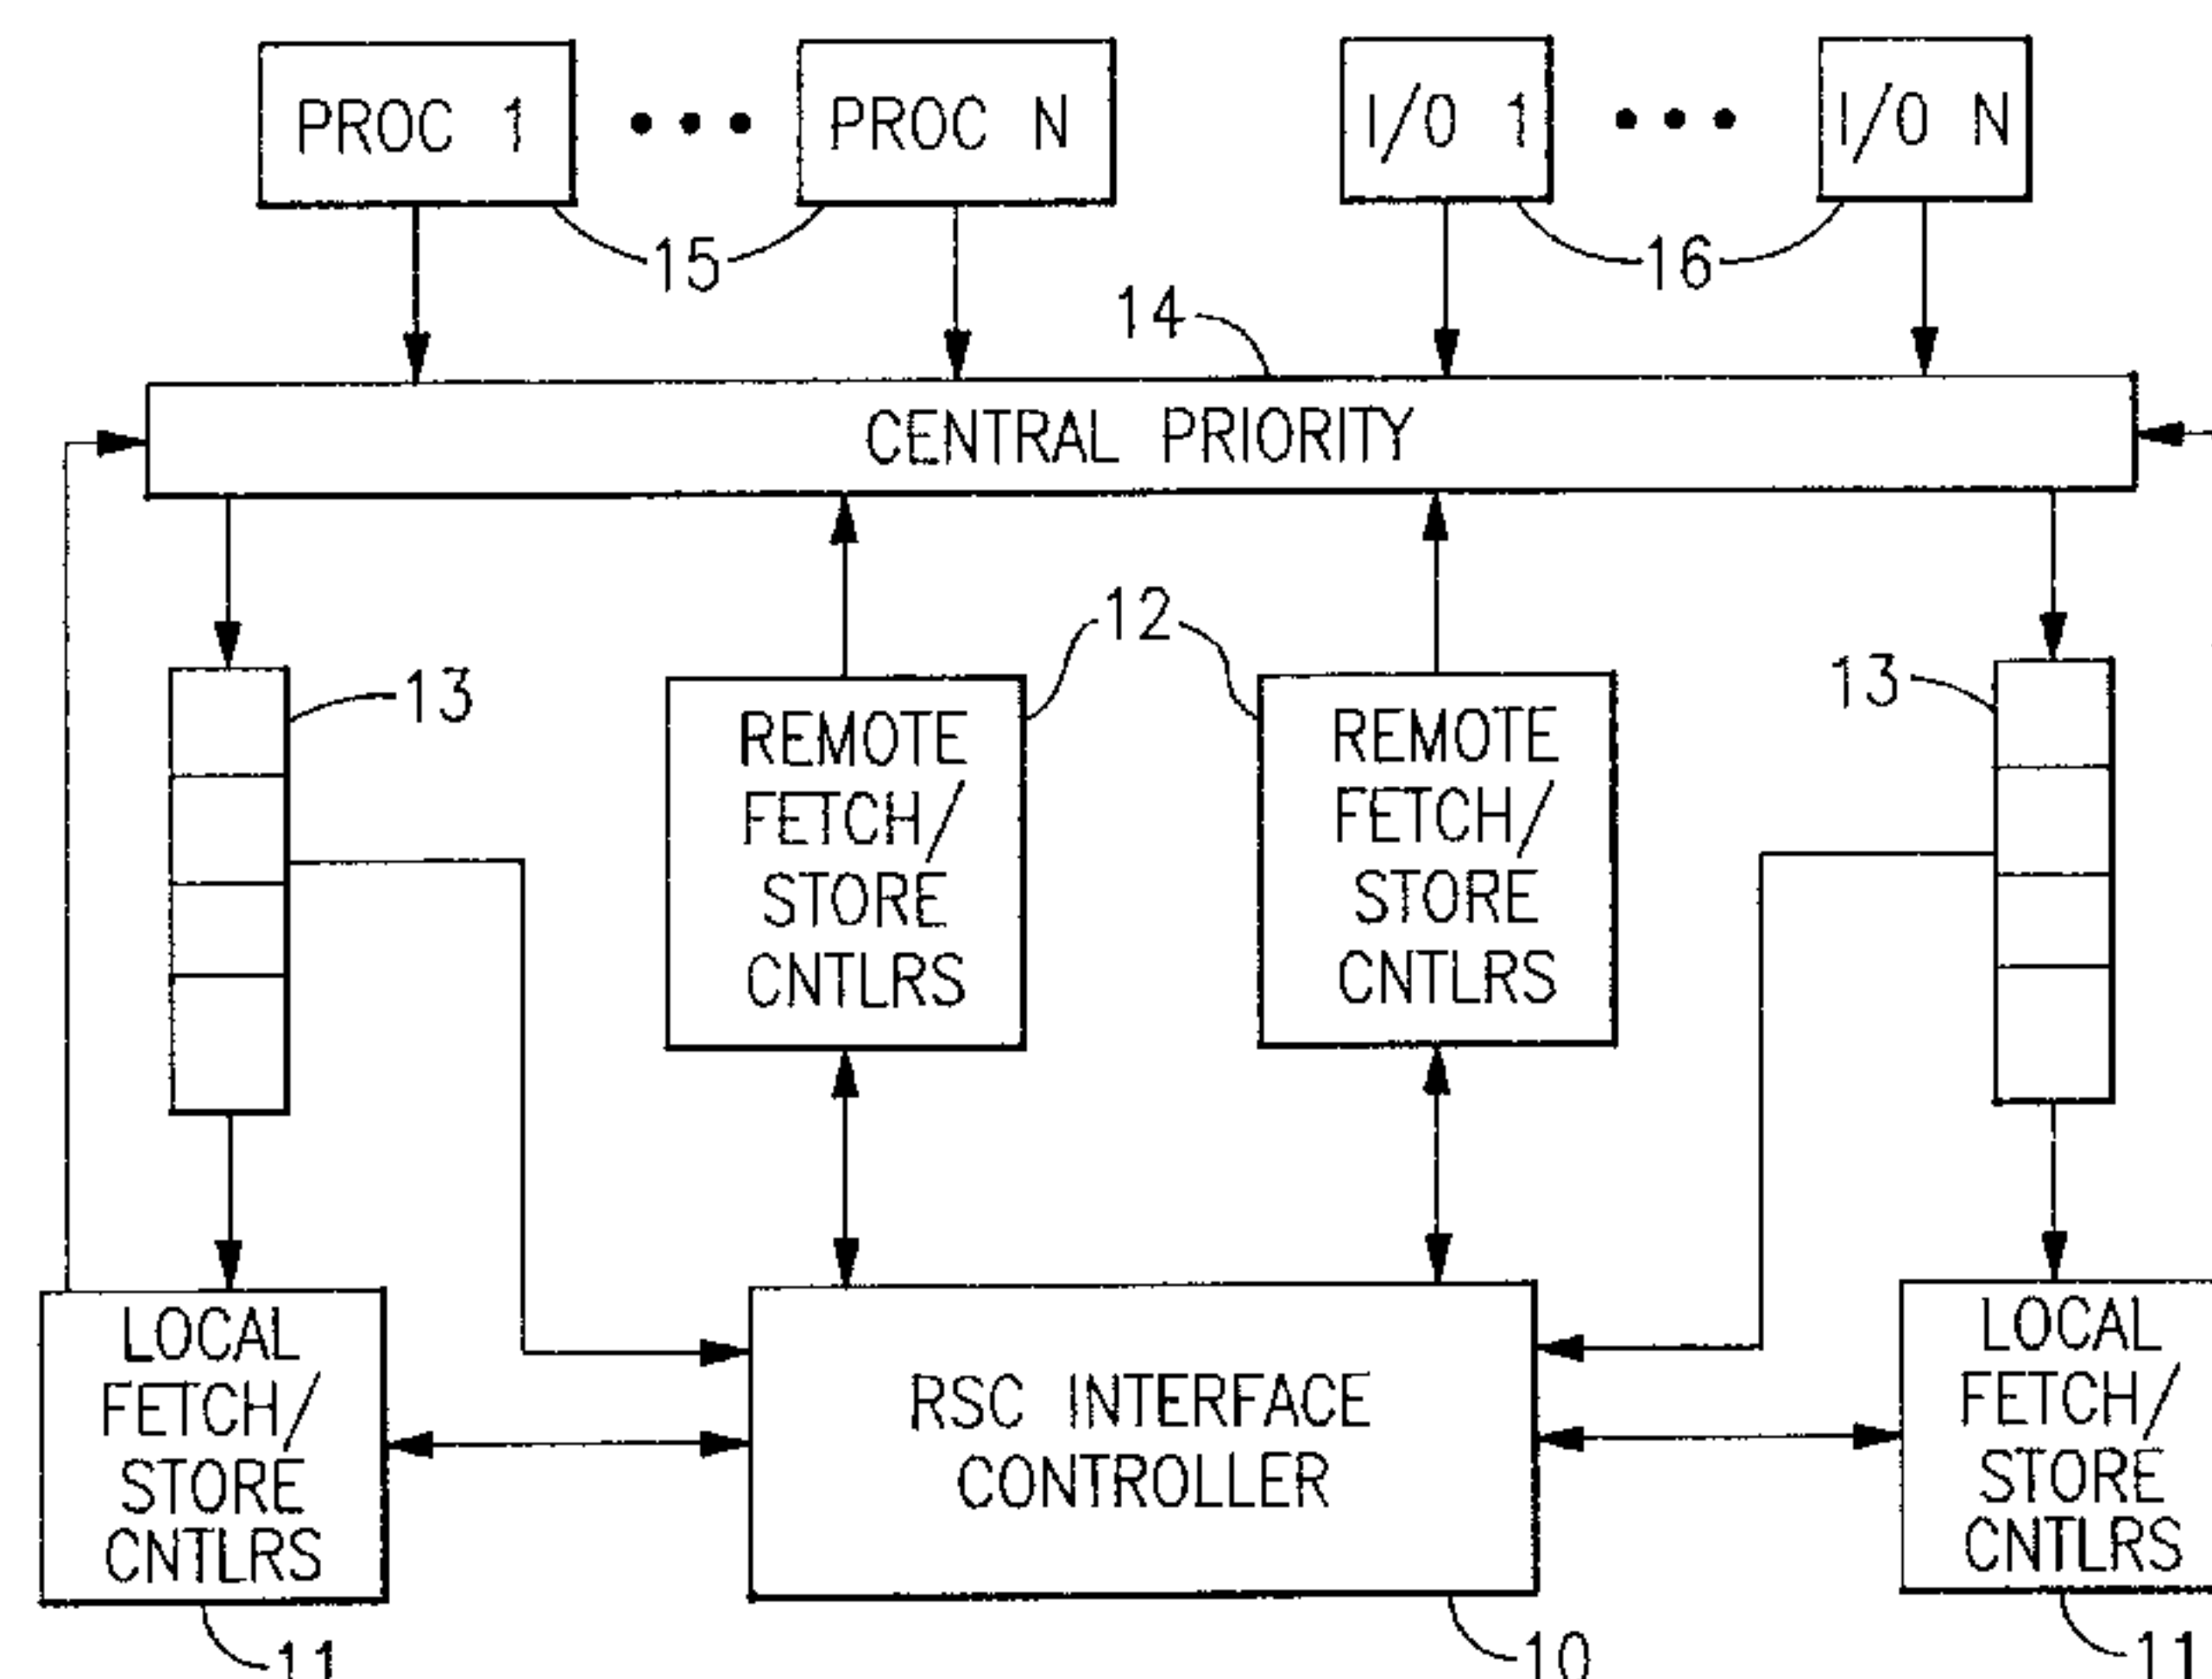 PROC 1
PROC N
I/O 1
I/O N
15
16
14
CENTRAL PRIORITY
12
13
13
REMOTE
FETCH/
STORE
CNTLRS
REMOTE
FETCH/
STORE
CNTLRS
LOCAL
FETCH/
STORE
CNTLRS
RSC INTERFACE
CONTROLLER
LOCAL
FETCH/
STORE
CNTLRS
11
10
11